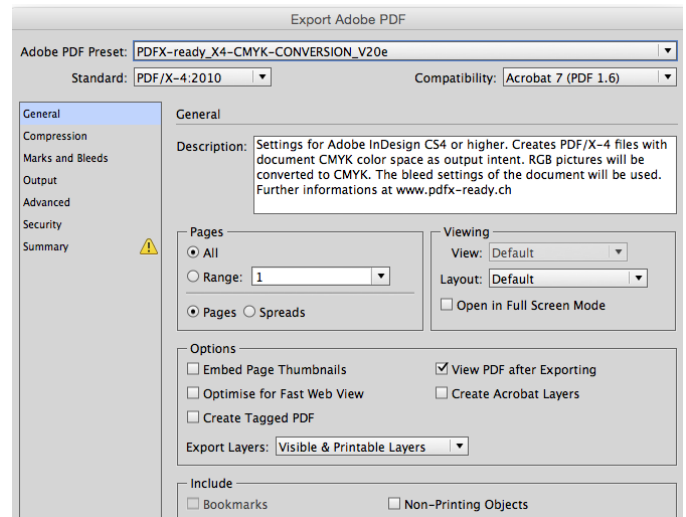 Export Adobe PDF
Adobe PDF Preset: PDFX-ready_X4-CMYK-CONVERSION_V20e
Standard: PDF/X-4:2010 Compatibility: Acrobat 7 (PDF 1.6)
General
Compression
Marks and Bleeds
Output
Advanced
Security
Summary
General
Description: Settings for Adobe InDesign CS4 or higher. Creates PDF/X-4 files with
document CMYK color space as output intent. RGB pictures will be
converted to CMYK. The bleed settings of the document will be used.
Further informations at www.pdfx-ready.ch
Pages
All
Range: 1
Pages Spreads
Viewing
View: Default
Layout: Default
Open in Full Screen Mode
Options
Embed Page Thumbnails View PDF after Exporting
Optimise for Fast Web View Create Acrobat Layers
Create Tagged PDF
Export Layers: Visible & Printable Layers
Include
Bookmarks Non-Printing Objects